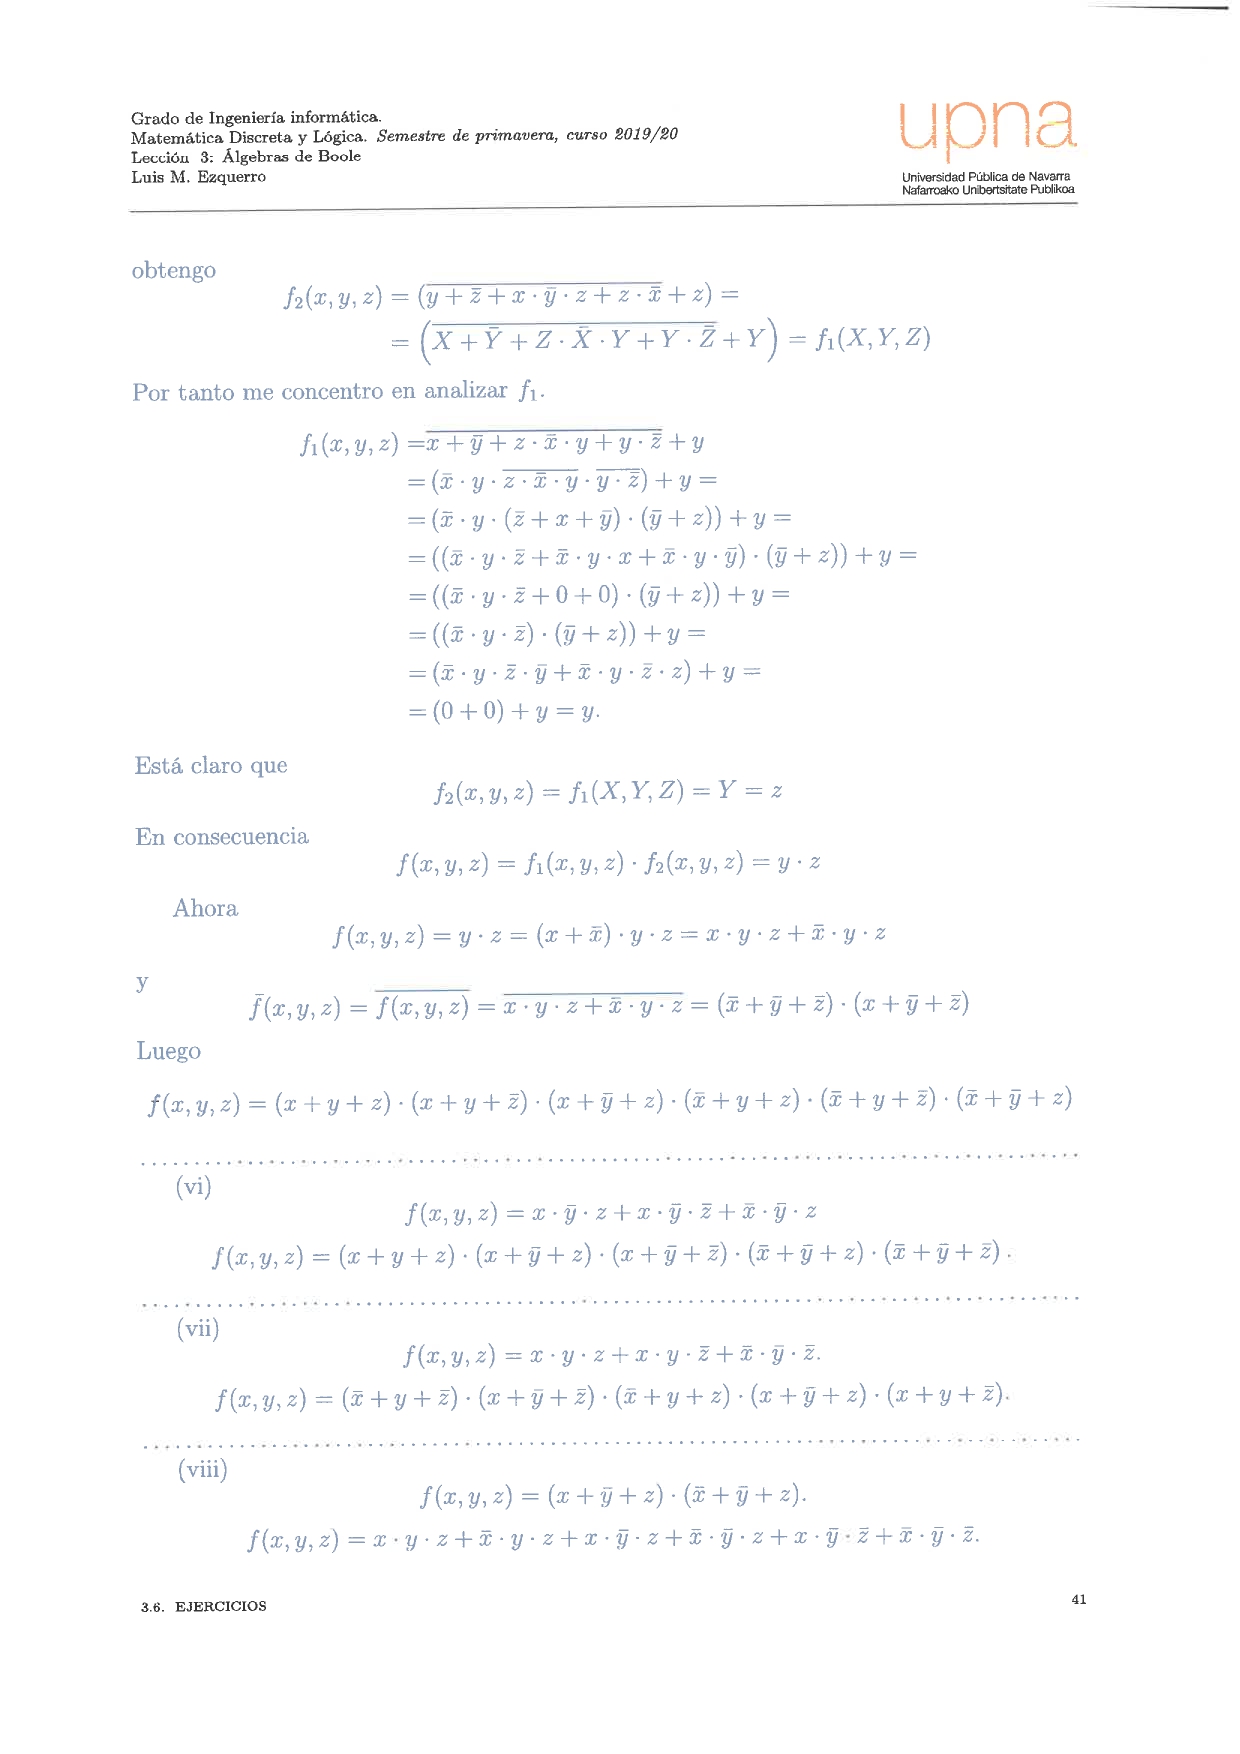 Grado de Ingeniería informática.
Matemática Discreta y Lógica. Semestre de primavera, curso 2019/20
Lección 3: Álgebras de Boole
Luis M. Ezquerro
upna
Universidad Pública de Navarra
Nafarroako Unibertsitate Publikoa
obtengo
$f_2(x,y,z) = (\overline{y + \bar{z} + x \cdot \bar{y} \cdot z + z \cdot \bar{x}} + z) =$
$= \left(\overline{X + \bar{Y} + Z \cdot \bar{X} \cdot Y + Y \cdot \bar{Z}} + Y\right) = f_1(X,Y,Z)$
Por tanto me concentro en analizar $f_1$.
$f_1(x,y,z) = \overline{x + \bar{y} + z \cdot \bar{x} \cdot y + y \cdot \bar{z}} + y$
$= (\bar{x} \cdot y \cdot \overline{z \cdot \bar{x} \cdot y} \cdot \overline{y \cdot \bar{z}}) + y =$
$= (\bar{x} \cdot y \cdot (\bar{z} + x + \bar{y}) \cdot (\bar{y} + z)) + y =$
$= ((\bar{x} \cdot y \cdot \bar{z} + \bar{x} \cdot y \cdot x + \bar{x} \cdot y \cdot \bar{y}) \cdot (\bar{y} + z)) + y =$
$= ((\bar{x} \cdot y \cdot \bar{z} + 0 + 0) \cdot (\bar{y} + z)) + y =$
$= ((\bar{x} \cdot y \cdot \bar{z}) \cdot (\bar{y} + z)) + y =$
$= (\bar{x} \cdot y \cdot \bar{z} \cdot \bar{y} + \bar{x} \cdot y \cdot \bar{z} \cdot z) + y =$
$= (0 + 0) + y = y.$
Está claro que
$f_2(x,y,z) = f_1(X,Y,Z) = Y = z$
En consecuencia
$f(x,y,z) = f_1(x,y,z) \cdot f_2(x,y,z) = y \cdot z$
Ahora
$f(x,y,z) = y \cdot z = (x + \bar{x}) \cdot y \cdot z = x \cdot y \cdot z + \bar{x} \cdot y \cdot z$
y
$\bar{f}(x,y,z) = \overline{f(x,y,z)} = \overline{x \cdot y \cdot z + \bar{x} \cdot y \cdot z} = (\bar{x} + \bar{y} + \bar{z}) \cdot (x + \bar{y} + \bar{z})$
Luego
$f(x,y,z) = (x + y + z) \cdot (x + y + \bar{z}) \cdot (x + \bar{y} + z) \cdot (\bar{x} + y + z) \cdot (\bar{x} + y + \bar{z}) \cdot (\bar{x} + \bar{y} + z)$
(vi)
$f(x,y,z) = x \cdot \bar{y} \cdot z + x \cdot \bar{y} \cdot \bar{z} + \bar{x} \cdot \bar{y} \cdot z$
$f(x,y,z) = (x + y + z) \cdot (x + \bar{y} + z) \cdot (x + \bar{y} + \bar{z}) \cdot (\bar{x} + \bar{y} + z) \cdot (\bar{x} + \bar{y} + \bar{z}).$
(vii)
$f(x,y,z) = x \cdot y \cdot z + x \cdot y \cdot \bar{z} + \bar{x} \cdot \bar{y} \cdot \bar{z}.$
$f(x,y,z) = (\bar{x} + y + \bar{z}) \cdot (x + \bar{y} + \bar{z}) \cdot (\bar{x} + y + z) \cdot (x + \bar{y} + z) \cdot (x + y + \bar{z}).$
(viii)
$f(x,y,z) = (x + \bar{y} + z) \cdot (\bar{x} + \bar{y} + z).$
$f(x,y,z) = x \cdot y \cdot z + \bar{x} \cdot y \cdot z + x \cdot \bar{y} \cdot z + \bar{x} \cdot \bar{y} \cdot z + x \cdot \bar{y} \cdot \bar{z} + \bar{x} \cdot \bar{y} \cdot \bar{z}.$
3.6. EJERCICIOS
41